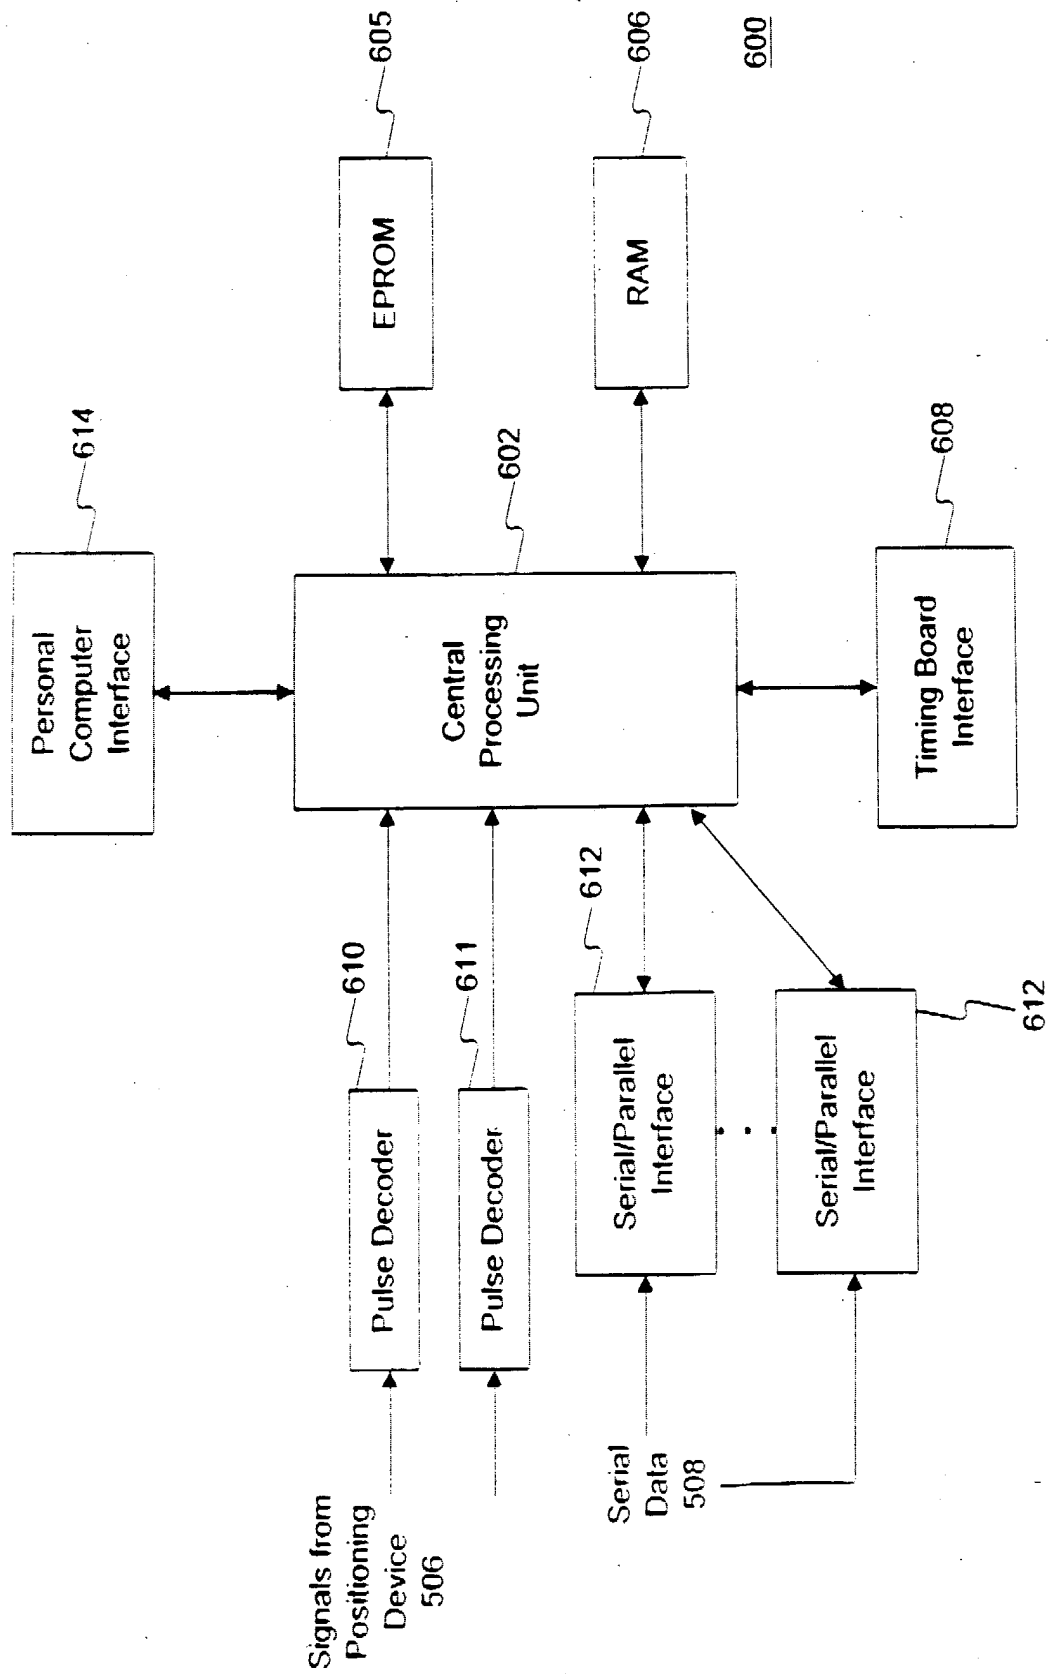 Personal
Computer
Interface
614
Signals from
Positioning
Device
506
Pulse Decoder
610
Pulse Decoder
611
Central
Processing
Unit
602
EPROM
605
RAM
606
Serial
Data
508
Serial/Parallel
Interface
612
Serial/Parallel
Interface
612
Timing Board
Interface
608
600